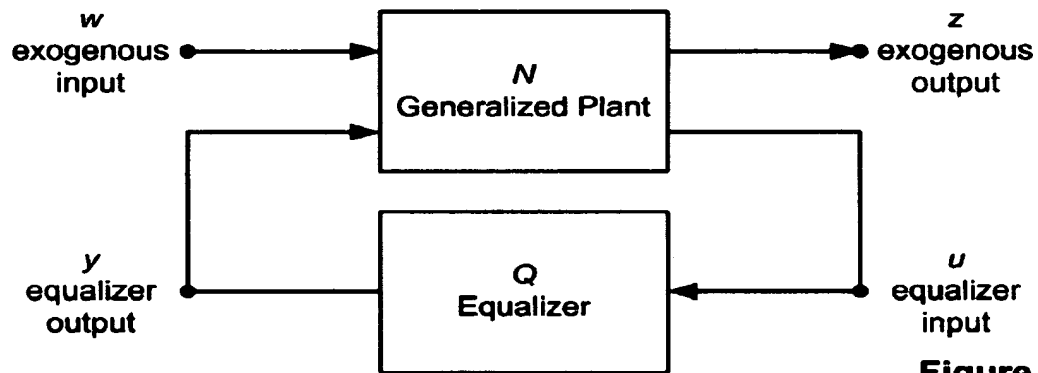 w
exogenous
input
N
Generalized Plant
z
exogenous
output
y
equalizer
output
Q
Equalizer
u
equalizer
input
Figure